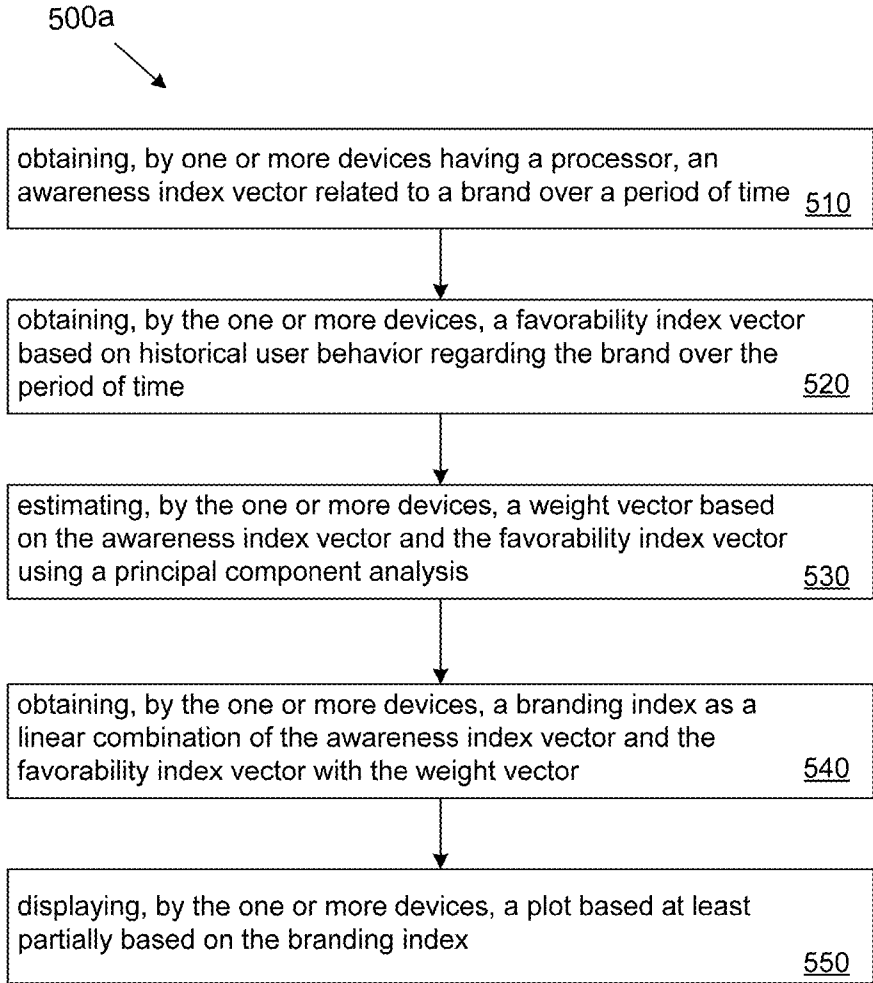 500a
obtaining, by one or more devices having a processor, an
awareness index vector related to a brand over a period of time
510
obtaining, by the one or more devices, a favorability index vector
based on historical user behavior regarding the brand over the
period of time
520
estimating, by the one or more devices, a weight vector based
on the awareness index vector and the favorability index vector
using a principal component analysis
530
obtaining, by the one or more devices, a branding index as a
linear combination of the awareness index vector and the
favorability index vector with the weight vector
540
displaying, by the one or more devices, a plot based at least
partially based on the branding index
550